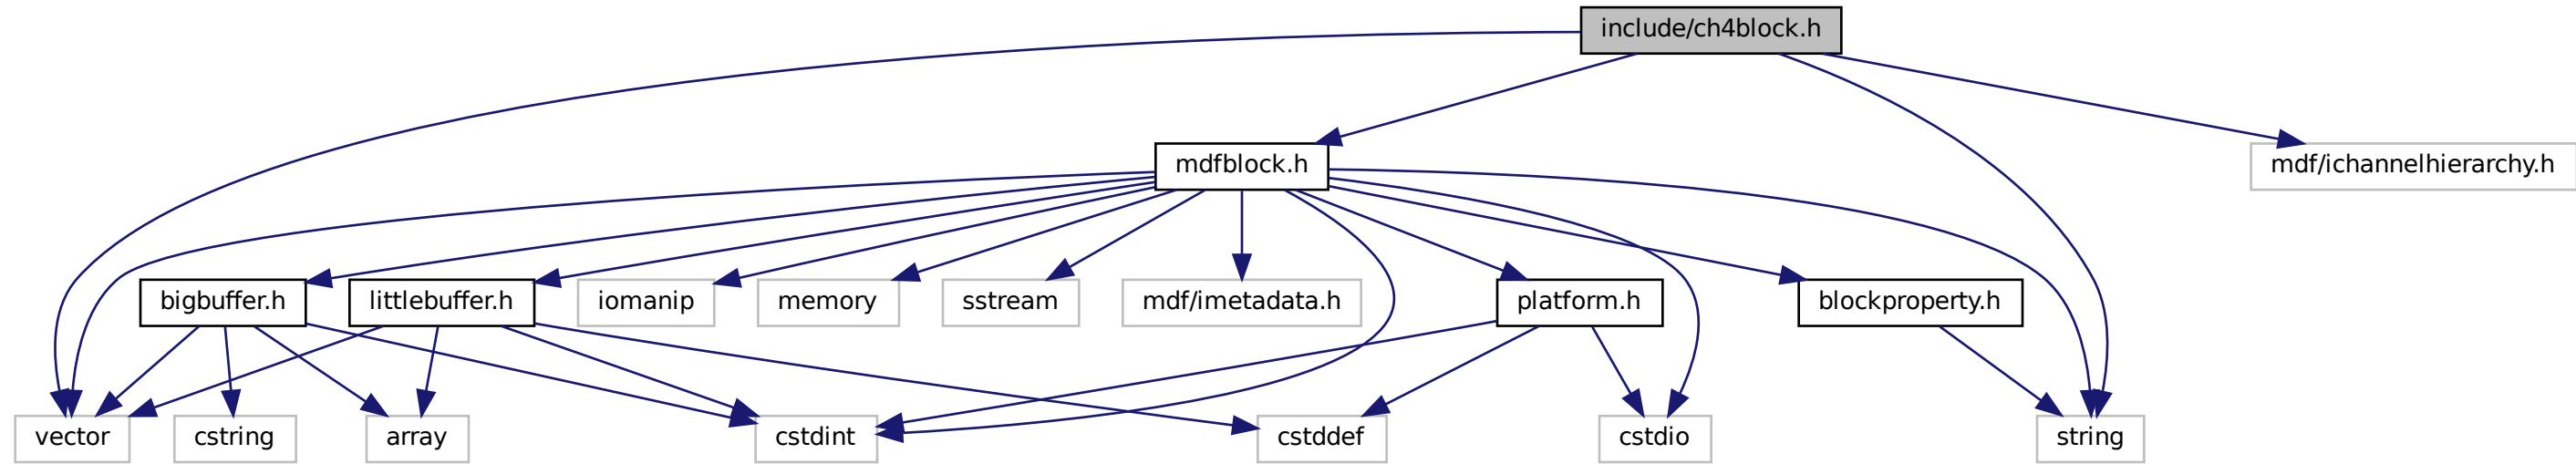 include/ch4block.h
mdfblock.h
mdf/ichannelhierarchy.h
bigbuffer.h
littlebuffer.h
iomanip
memory
sstream
mdf/imetadata.h
platform.h
blockproperty.h
vector
cstring
array
cstdint
cstddef
cstdio
string